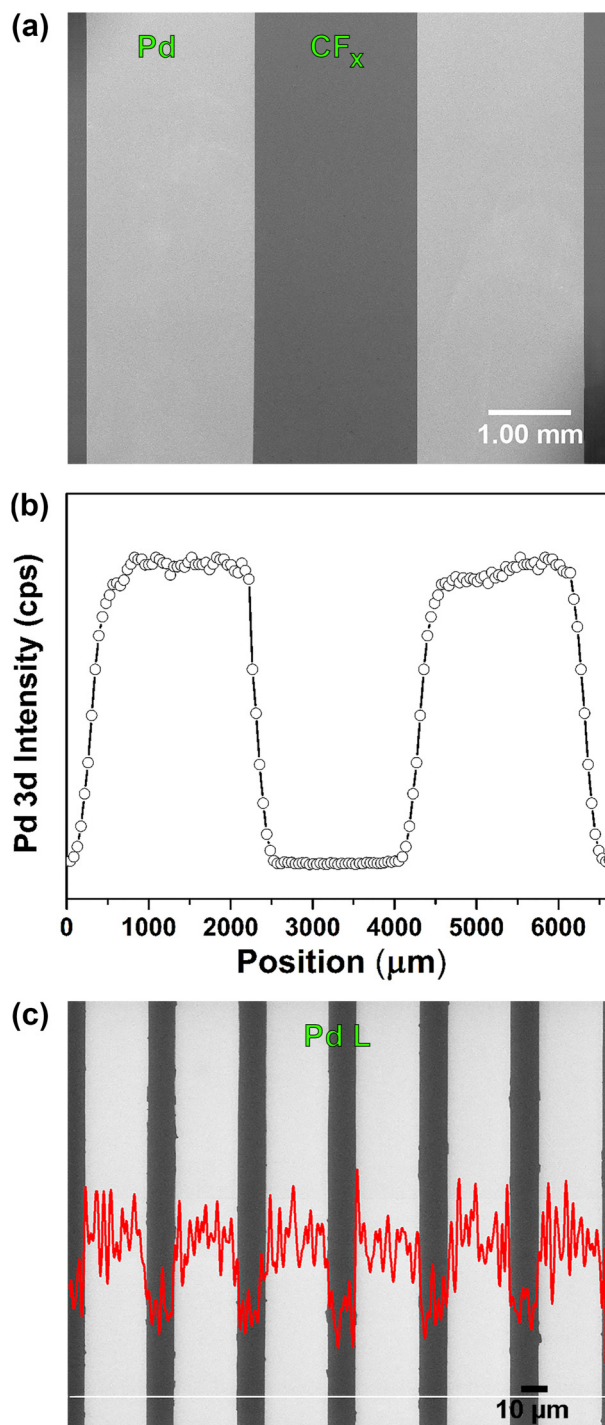 (a)
Pd
CFx
1.00 mm
(b)
Pd 3d Intensity (cps)
0 1000 2000 3000 4000 5000 6000
Position (μm)
(c)
Pd L
10 μm